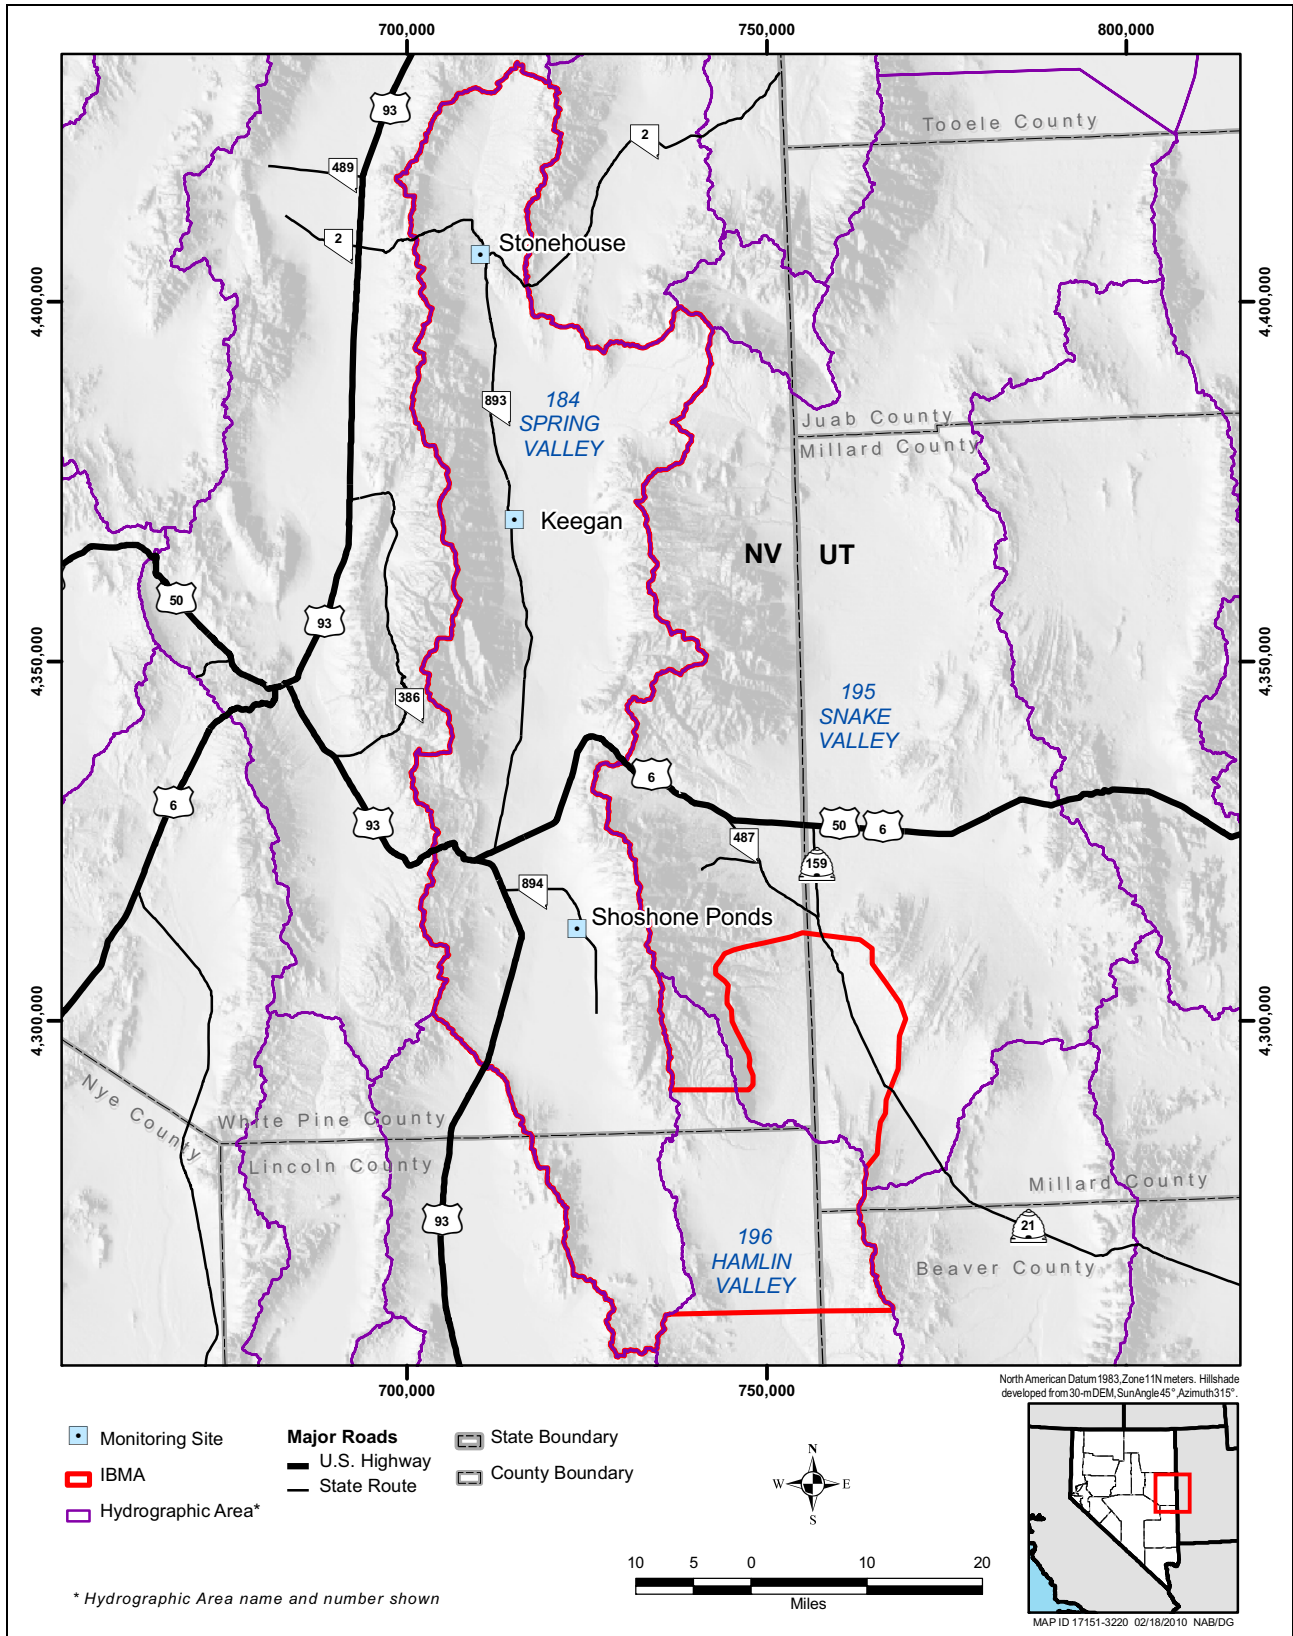 700,000
750,000
800,000
93
2
Tooele County
489
2
Stonehouse
4,400,000
4,400,000
893
184
SPRING
VALLEY
Juab County
Millard County
Keegan
NV
UT
50
93
4,350,000
4,350,000
386
195
SNAKE
VALLEY
6
6
93
50
6
487
159
894
Shoshone Ponds
4,300,000
4,300,000
Nye County
White Pine County
Lincoln County
Millard County
93
21
196
HAMLIN
VALLEY
Beaver County
700,000
750,000
North American Datum 1983, Zone 11N meters. Hillshade
developed from 30-m DEM, Sun Angle 45°, Azimuth 315°.
Monitoring Site
IBMA
Hydrographic Area*
Major Roads
U.S. Highway
State Route
State Boundary
County Boundary
N
W
E
S
10
5
0
10
20
Miles
* Hydrographic Area name and number shown
MAP ID 17151-3220 02/18/2010 NAB/DG